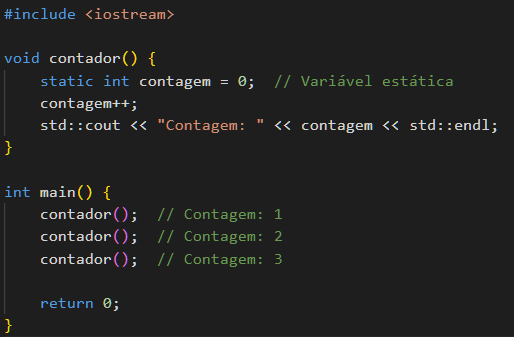 #include <iostream>
void contador() {
    static int contagem = 0;  // Variável estática
    contagem++;
    std::cout << "Contagem: " << contagem << std::endl;
}
int main() {
    contador();  // Contagem: 1
    contador();  // Contagem: 2
    contador();  // Contagem: 3
    return 0;
}